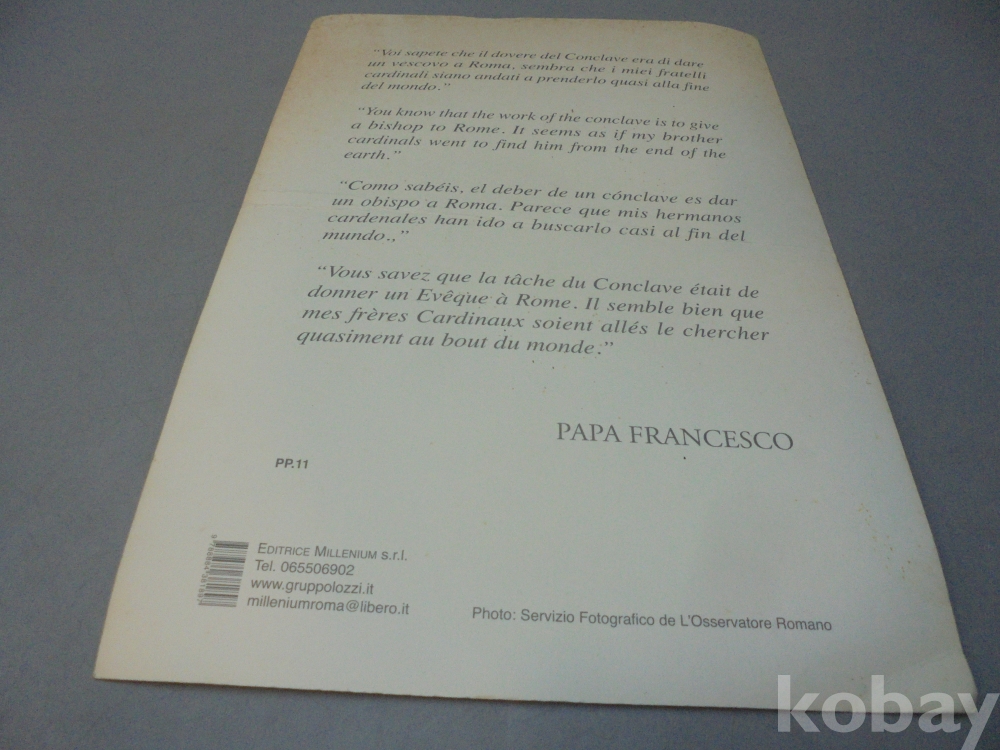 “Voi sapete che il dovere del Conclave era di dare
un vescovo a Roma, sembra che i miei fratelli
cardinali siano andati a prenderlo quasi alla fine
del mondo.”
“You know that the work of the conclave is to give
a bishop to Rome. It seems as if my brother
cardinals went to find him from the end of the
earth.”
“Como sabéis, el deber de un cónclave es dar
un obispo a Roma. Parece que mis hermanos
cardenales han ido a buscarlo casi al fin del
mundo.,”
“Vous savez que la tâche du Conclave était de
donner un Evêque à Rome. Il semble bien que
mes frères Cardinaux soient allés le chercher
quasiment au bout du monde.”
PAPA FRANCESCO
PP.11
EDITRICE MILLENIUM s.r.l.
Tel. 065506902
www.gruppolozzi.it
milleniumroma@libero.it
Photo: Servizio Fotografico de L'Osservatore Romano
kobay